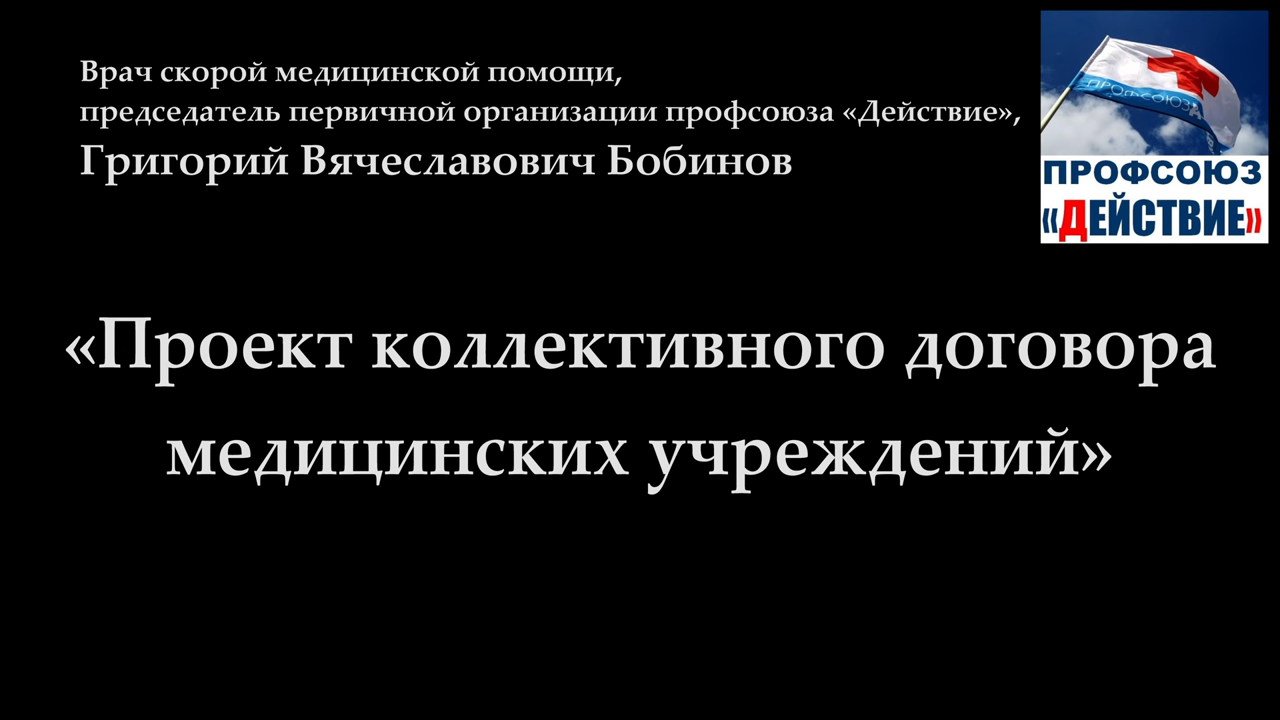 Врач скорой медицинской помощи,
председатель первичной организации профсоюза «Действие»,
Григорий Вячеславович Бобинов
ПРОФСОЮЗ
ПРОФСОЮЗ
«ДЕЙСТВИЕ»
«Проект коллективного договора
медицинских учреждений»